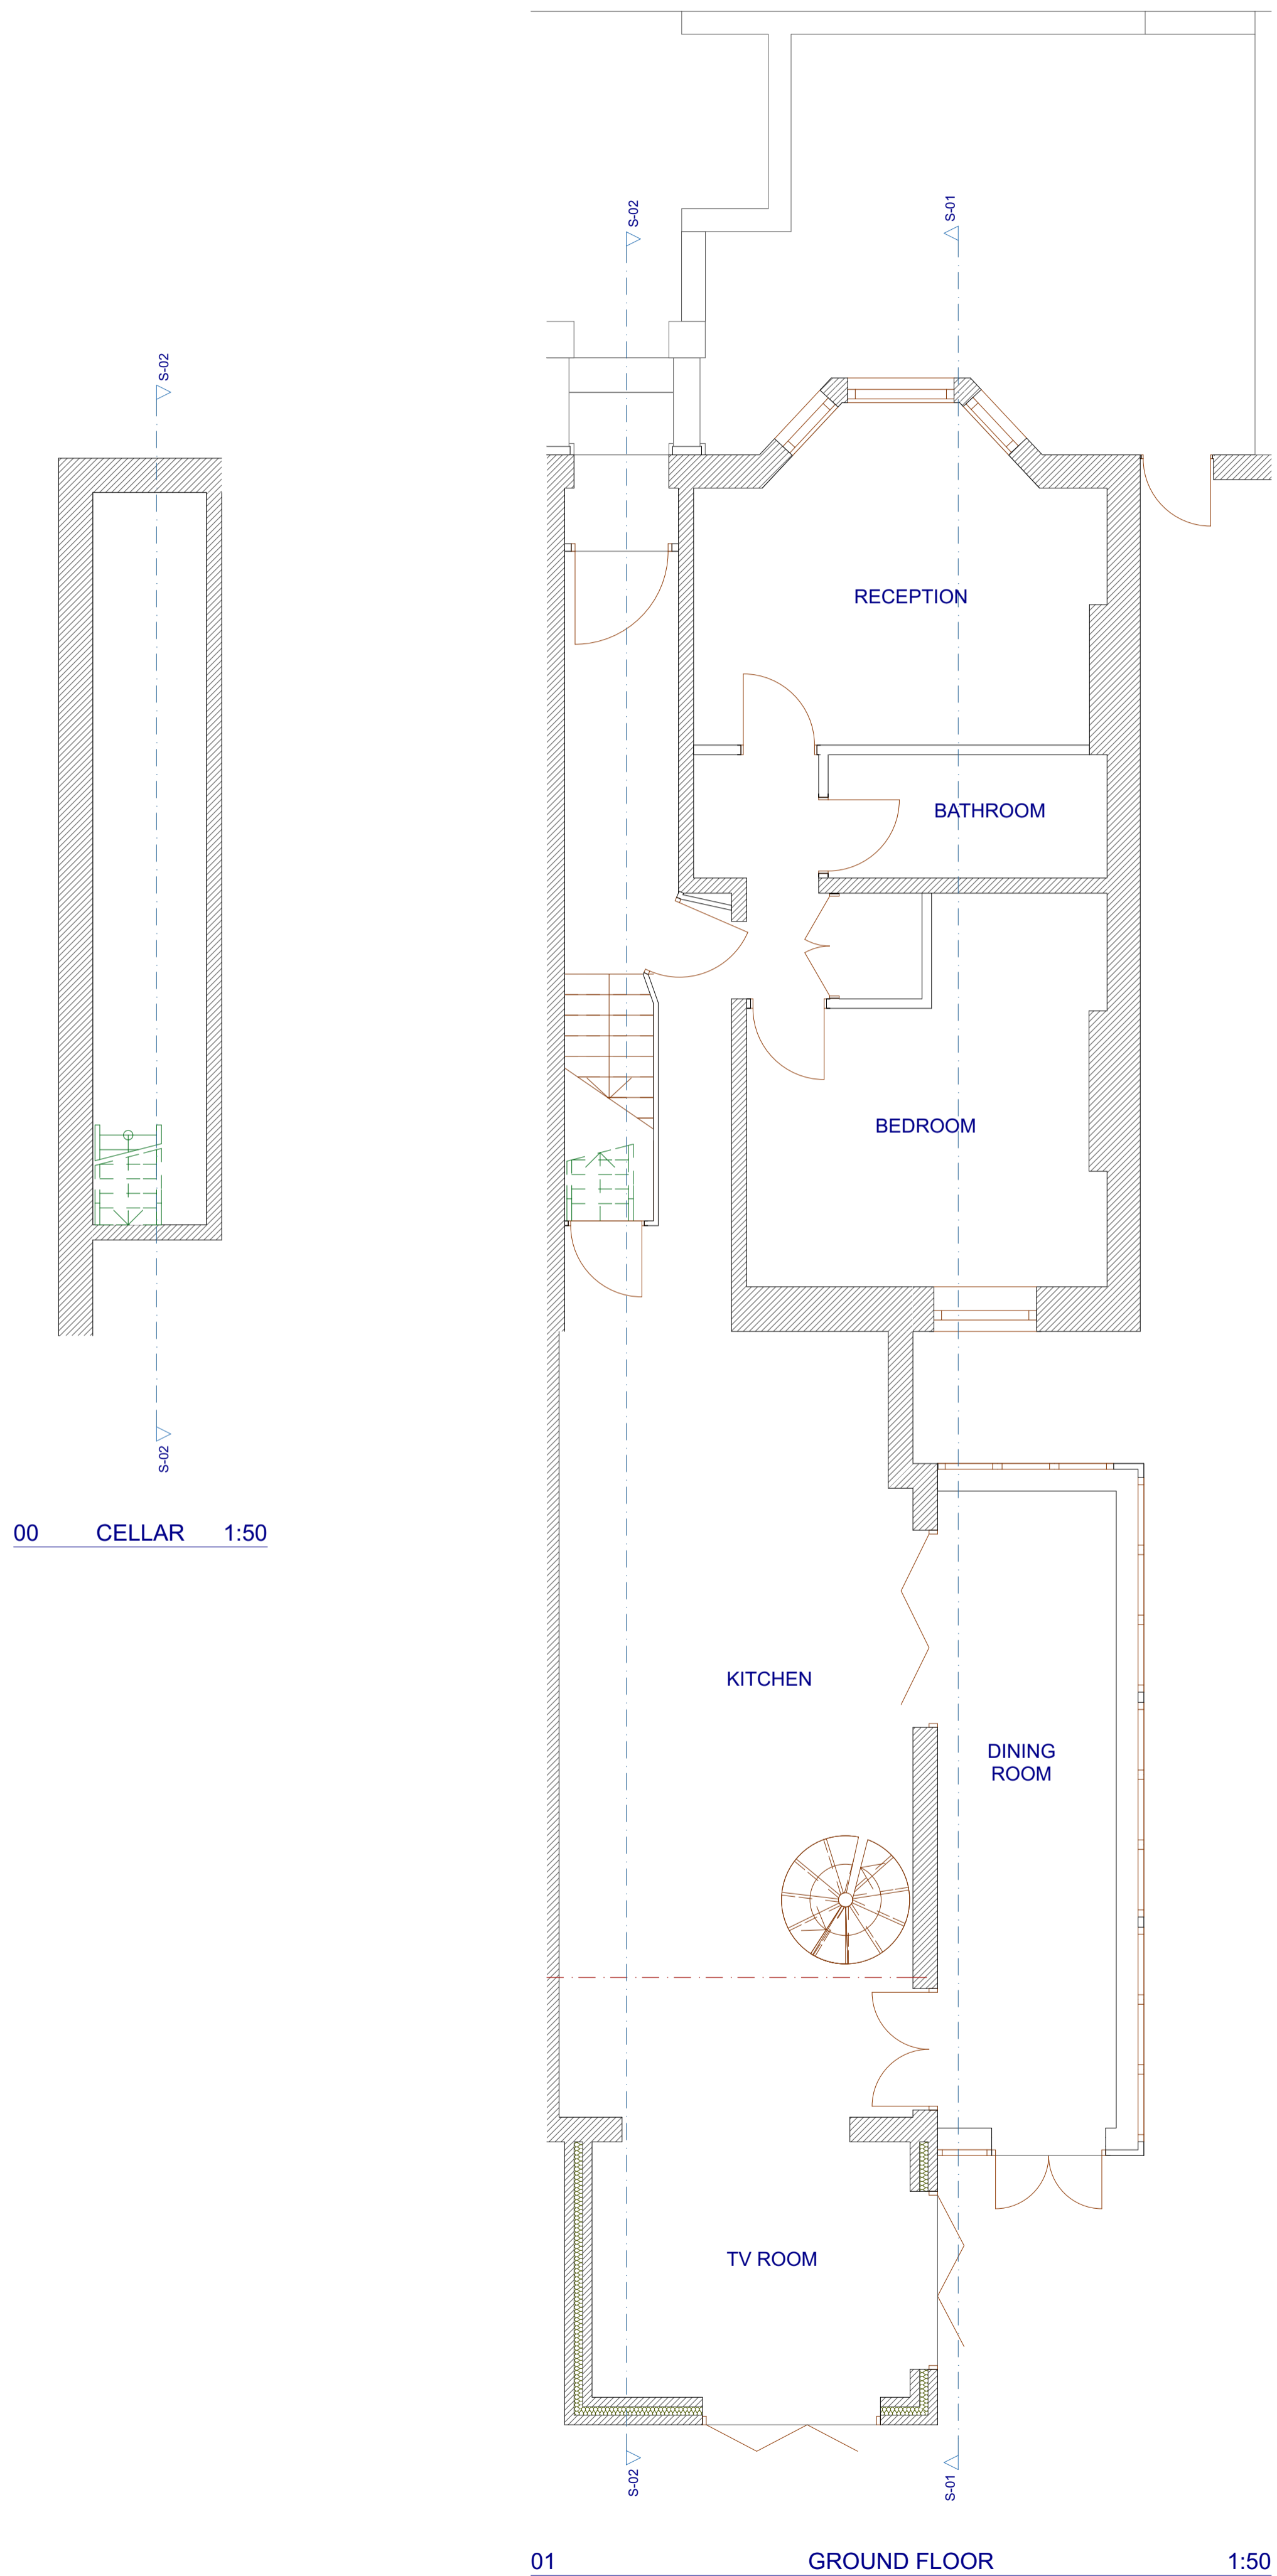 S-02
S-01
S-02
RECEPTION
BATHROOM
BEDROOM
S-02
00 CELLAR 1:50
KITCHEN
DINING
ROOM
TV ROOM
S-02
S-01
01 GROUND FLOOR 1:50